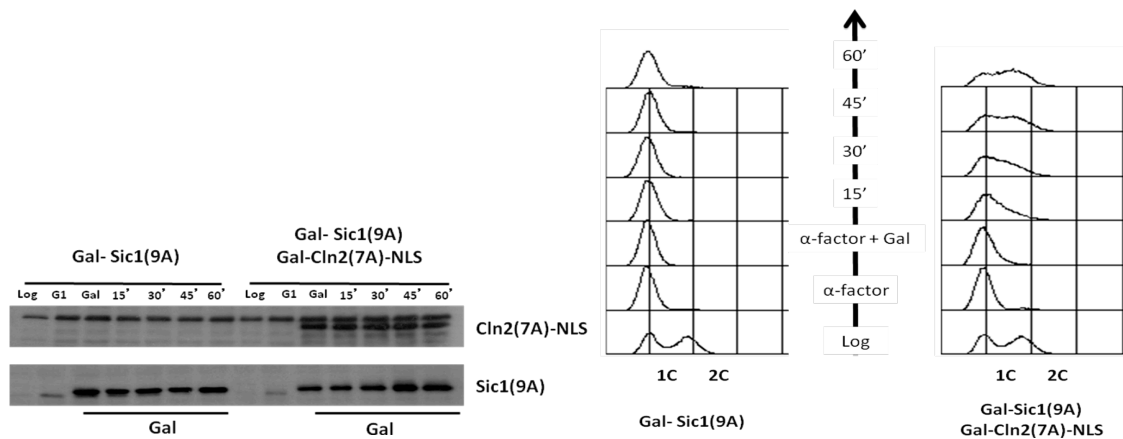 Gal- Sic1(9A)
Gal- Sic1(9A)
Gal-Cln2(7A)-NLS
Log G1 Gal 15’ 30’ 45’ 60’ Log G1 Gal 15’ 30’ 45’ 60’
Cln2(7A)-NLS
Sic1(9A)
Gal Gal
60’
45’
30’
15’
α-factor + Gal
α-factor
Log
1C 2C
Gal- Sic1(9A)
1C 2C
Gal-Sic1(9A)
Gal-Cln2(7A)-NLS